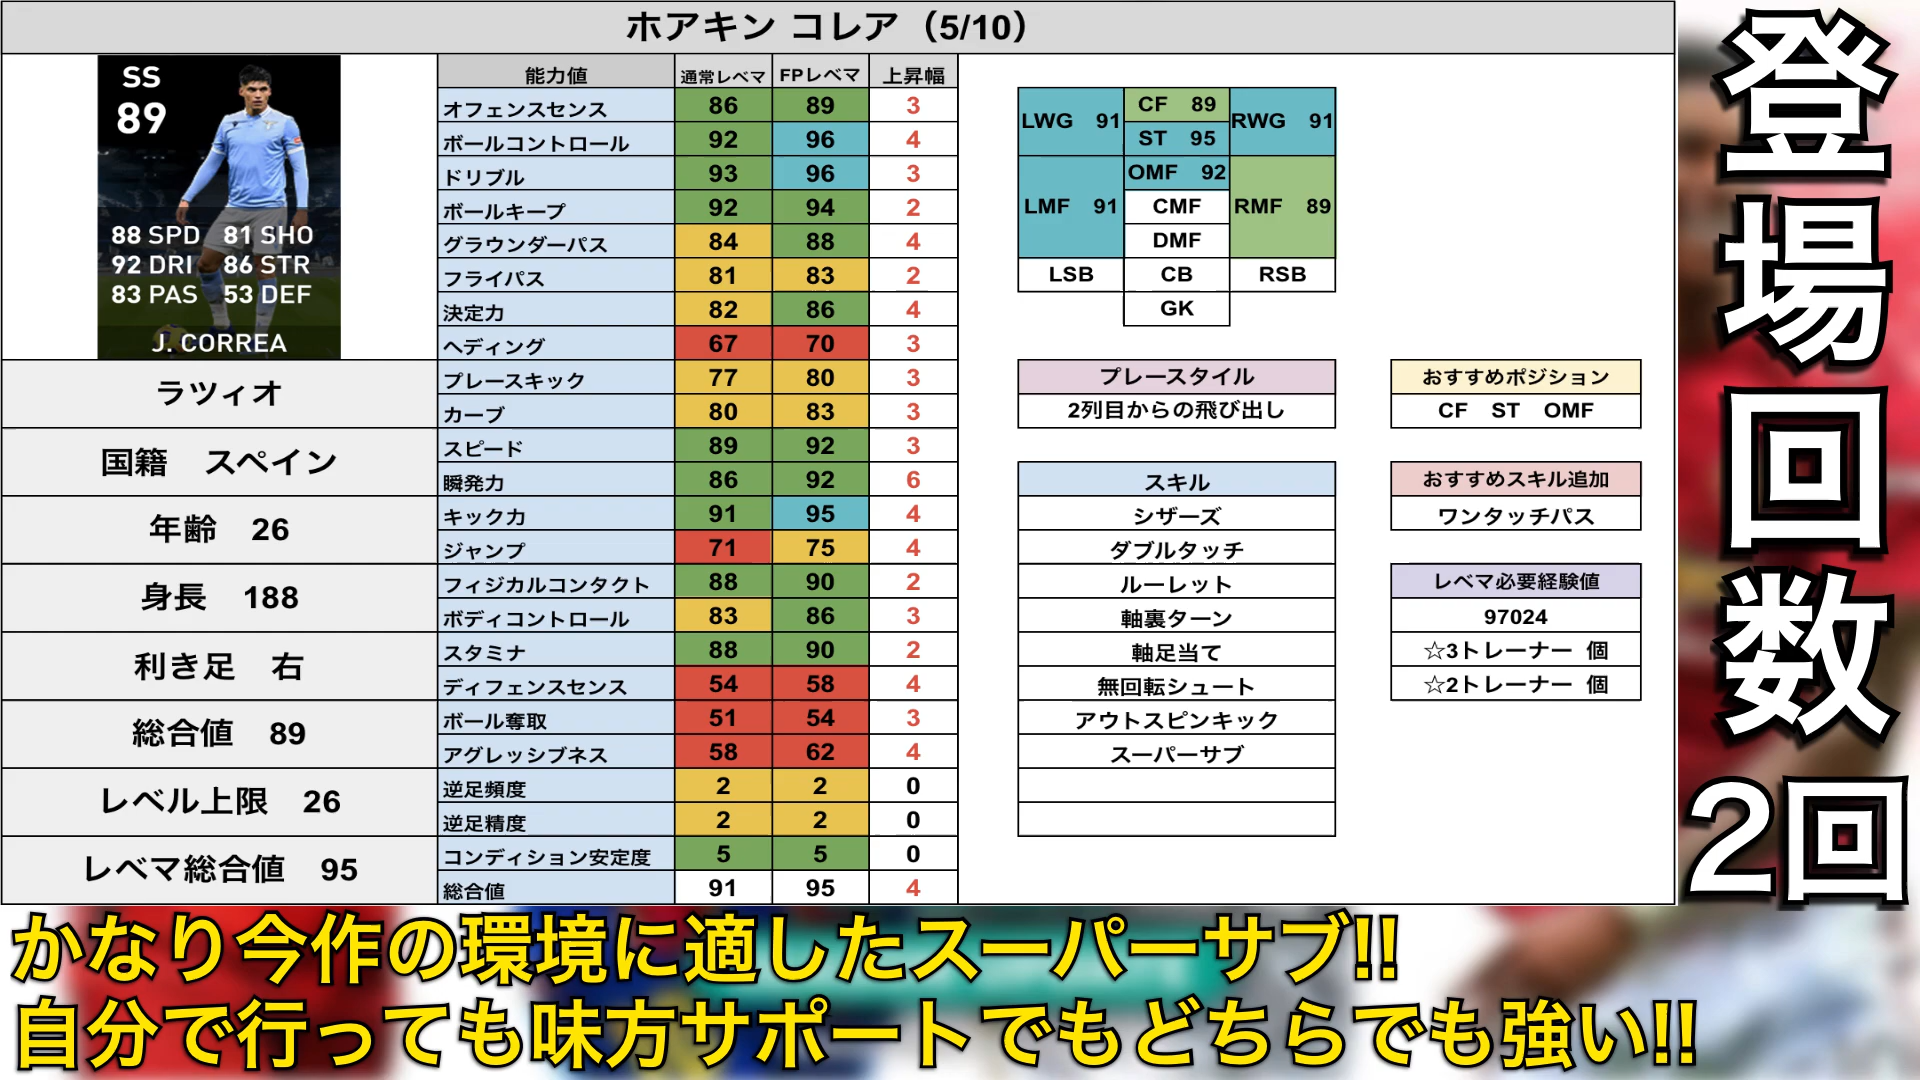 ホアキン コレア（5/10）
SS
89
88 SPD 81 SHO
92 DRI 86 STR
83 PAS 53 DEF
J. CORREA
ラツィオ
国籍 スペイン
年齢 26
身長 188
利き足 右
総合値 89
レベル上限 26
レベマ総合値 95
能力値 通常レベマ FPレベマ 上昇幅
オフェンスセンス 86 89 3
ボールコントロール 92 96 4
ドリブル 93 96 3
ボールキープ 92 94 2
グラウンダーパス 84 88 4
フライパス 81 83 2
決定力 82 86 4
ヘディング 67 70 3
プレースキック 77 80 3
カーブ 80 83 3
スピード 89 92 3
瞬発力 86 92 6
キック力 91 95 4
ジャンプ 71 75 4
フィジカルコンタクト 88 90 2
ボディコントロール 83 86 3
スタミナ 88 90 2
ディフェンスセンス 54 58 4
ボール奪取 51 54 3
アグレッシブネス 58 62 4
逆足頻度 2 2 0
逆足精度 2 2 0
コンディション安定度 5 5 0
総合値 91 95 4
LWG 91 CF 89 RWG 91
ST 95
OMF 92
LMF 91 CMF RMF 89
DMF
LSB CB RSB
GK
プレースタイル
2列目からの飛び出し
スキル
シザーズ
ダブルタッチ
ルーレット
軸裏ターン
軸足当て
無回転シュート
アウトスピンキック
スーパーサブ
おすすめポジション
CF ST OMF
おすすめスキル追加
ワンタッチパス
レベマ必要経験値
97024
☆3トレーナー 個
☆2トレーナー 個
登場回数
2回
かなり今作の環境に適したスーパーサブ!!
自分で行っても味方サポートでもどちらでも強い!!